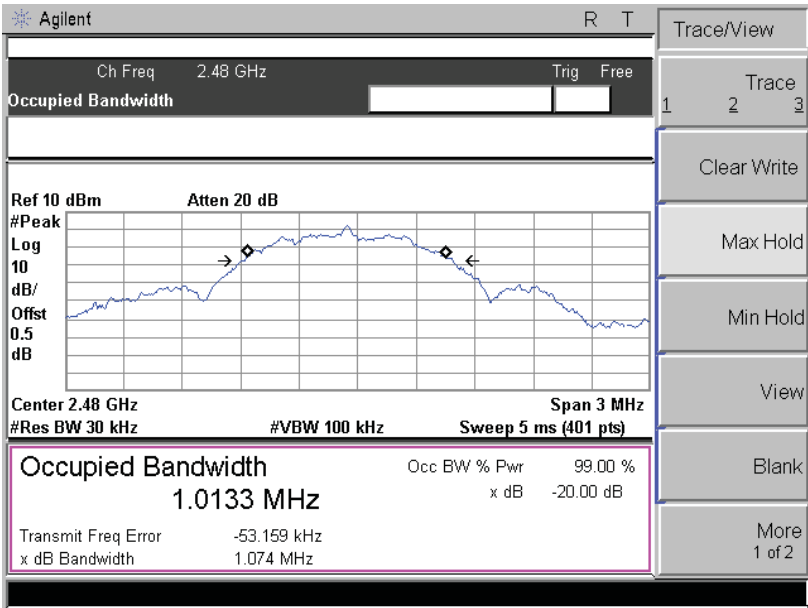 Agilent R T
Ch Freq 2.48 GHz Trig Free
Occupied Bandwidth
Ref 10 dBm Atten 20 dB
#Peak
Log
10
dB/
Offst
0.5
dB
Center 2.48 GHz Span 3 MHz
#Res BW 30 kHz #VBW 100 kHz Sweep 5 ms (401 pts)
Occupied Bandwidth Occ BW % Pwr 99.00 %
1.0133 MHz x dB -20.00 dB
Transmit Freq Error -53.159 kHz
x dB Bandwidth 1.074 MHz
Trace/View
Trace
1 2 3
Clear Write
Max Hold
Min Hold
View
Blank
More
1 of 2